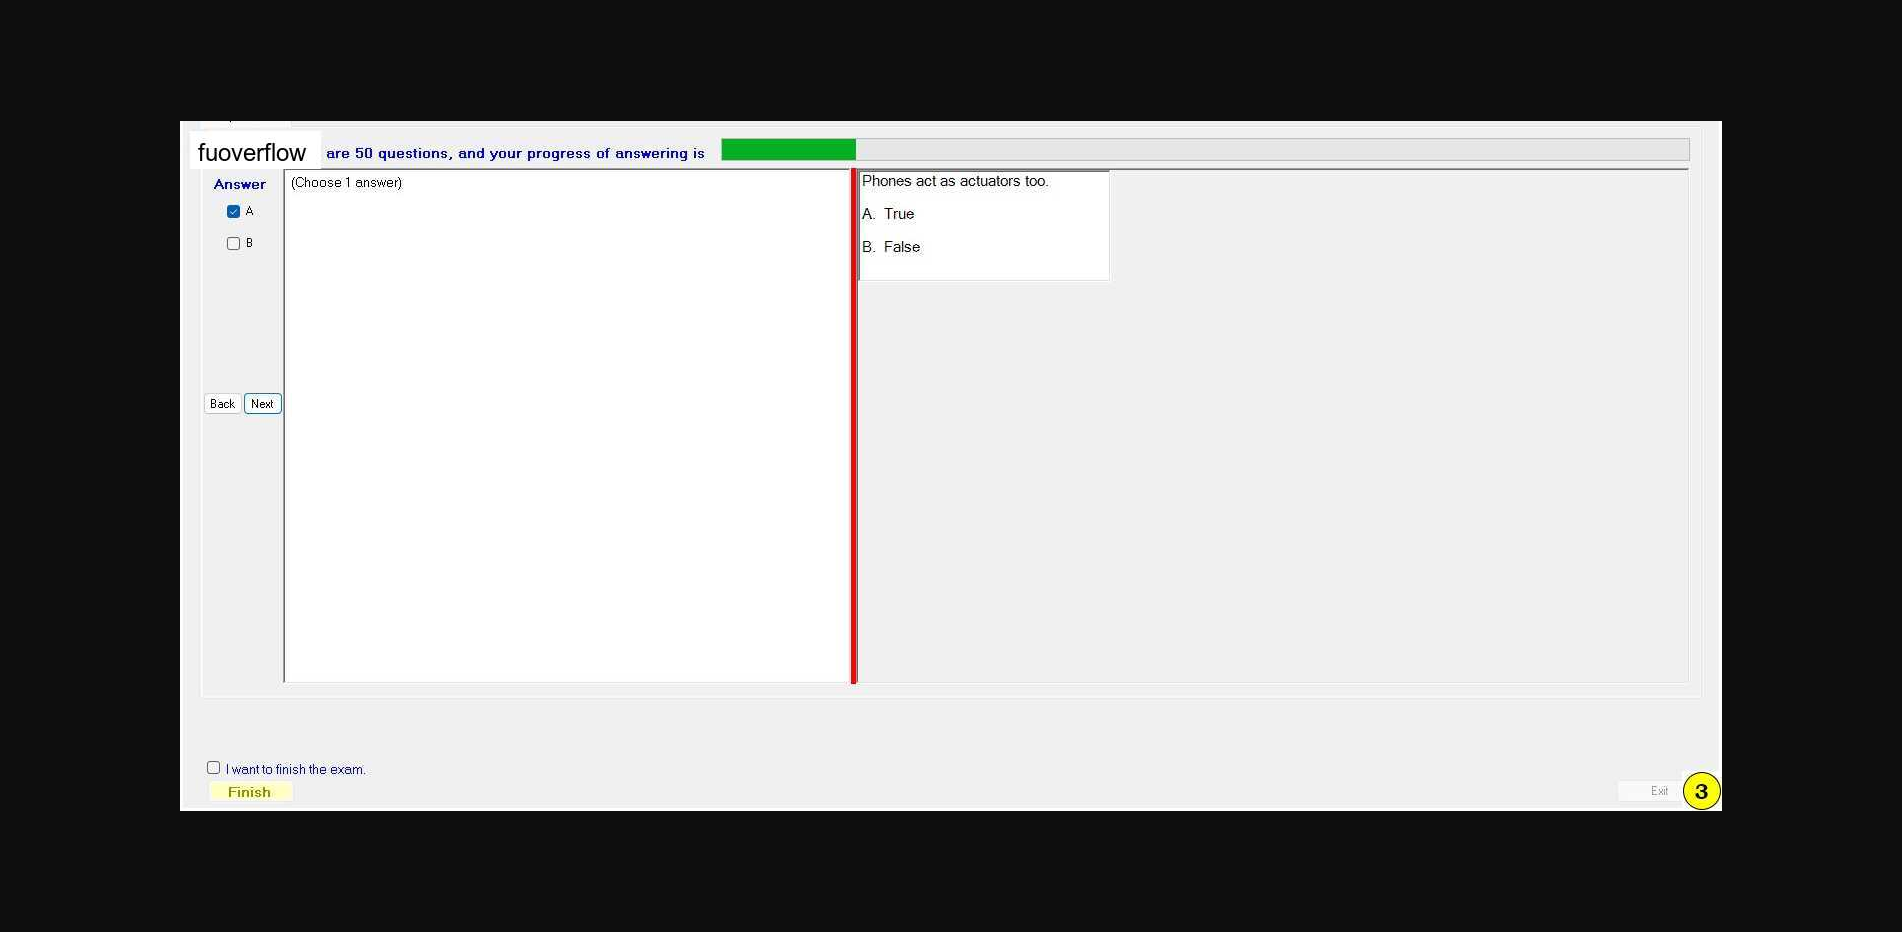 fuoverflow are 50 questions, and your progress of answering is
Answer
A
B
Back Next
(Choose 1 answer)
Phones act as actuators too.
A. True
B. False
I want to finish the exam.
Finish
Exit 3